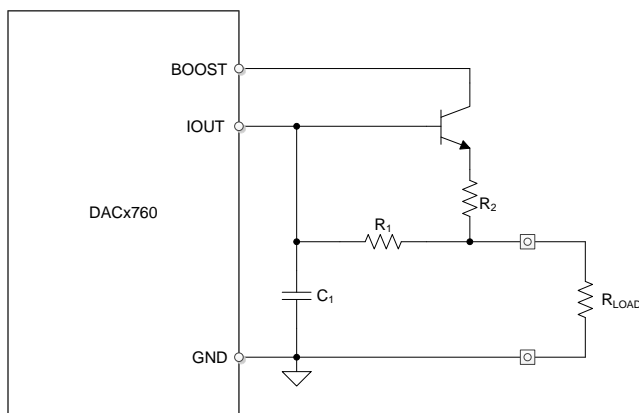 BOOST
IOUT
DACx760
R2
R1
C1
RLOAD
GND